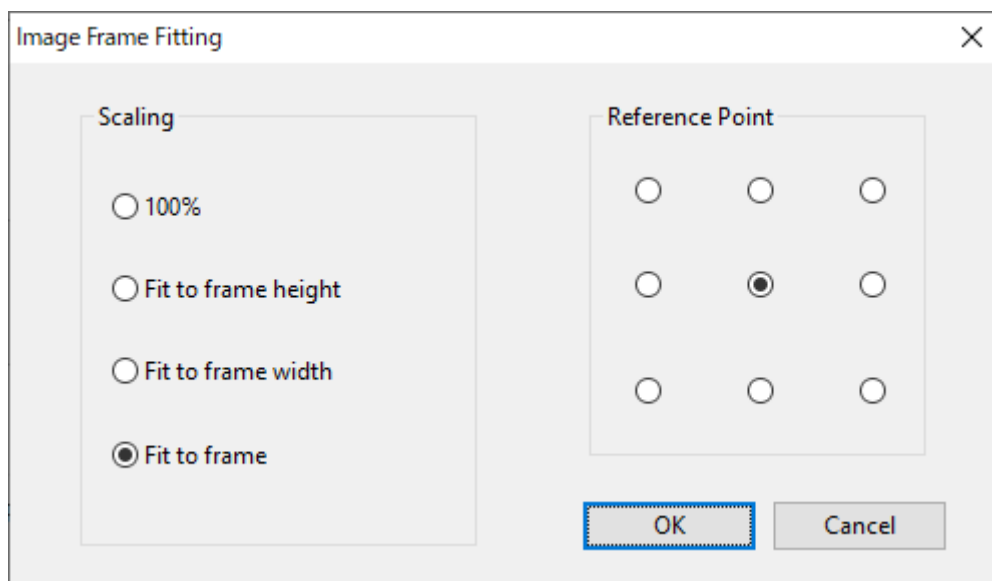 Image Frame Fitting
Scaling
100%
Fit to frame height
Fit to frame width
Fit to frame
Reference Point
OK
Cancel